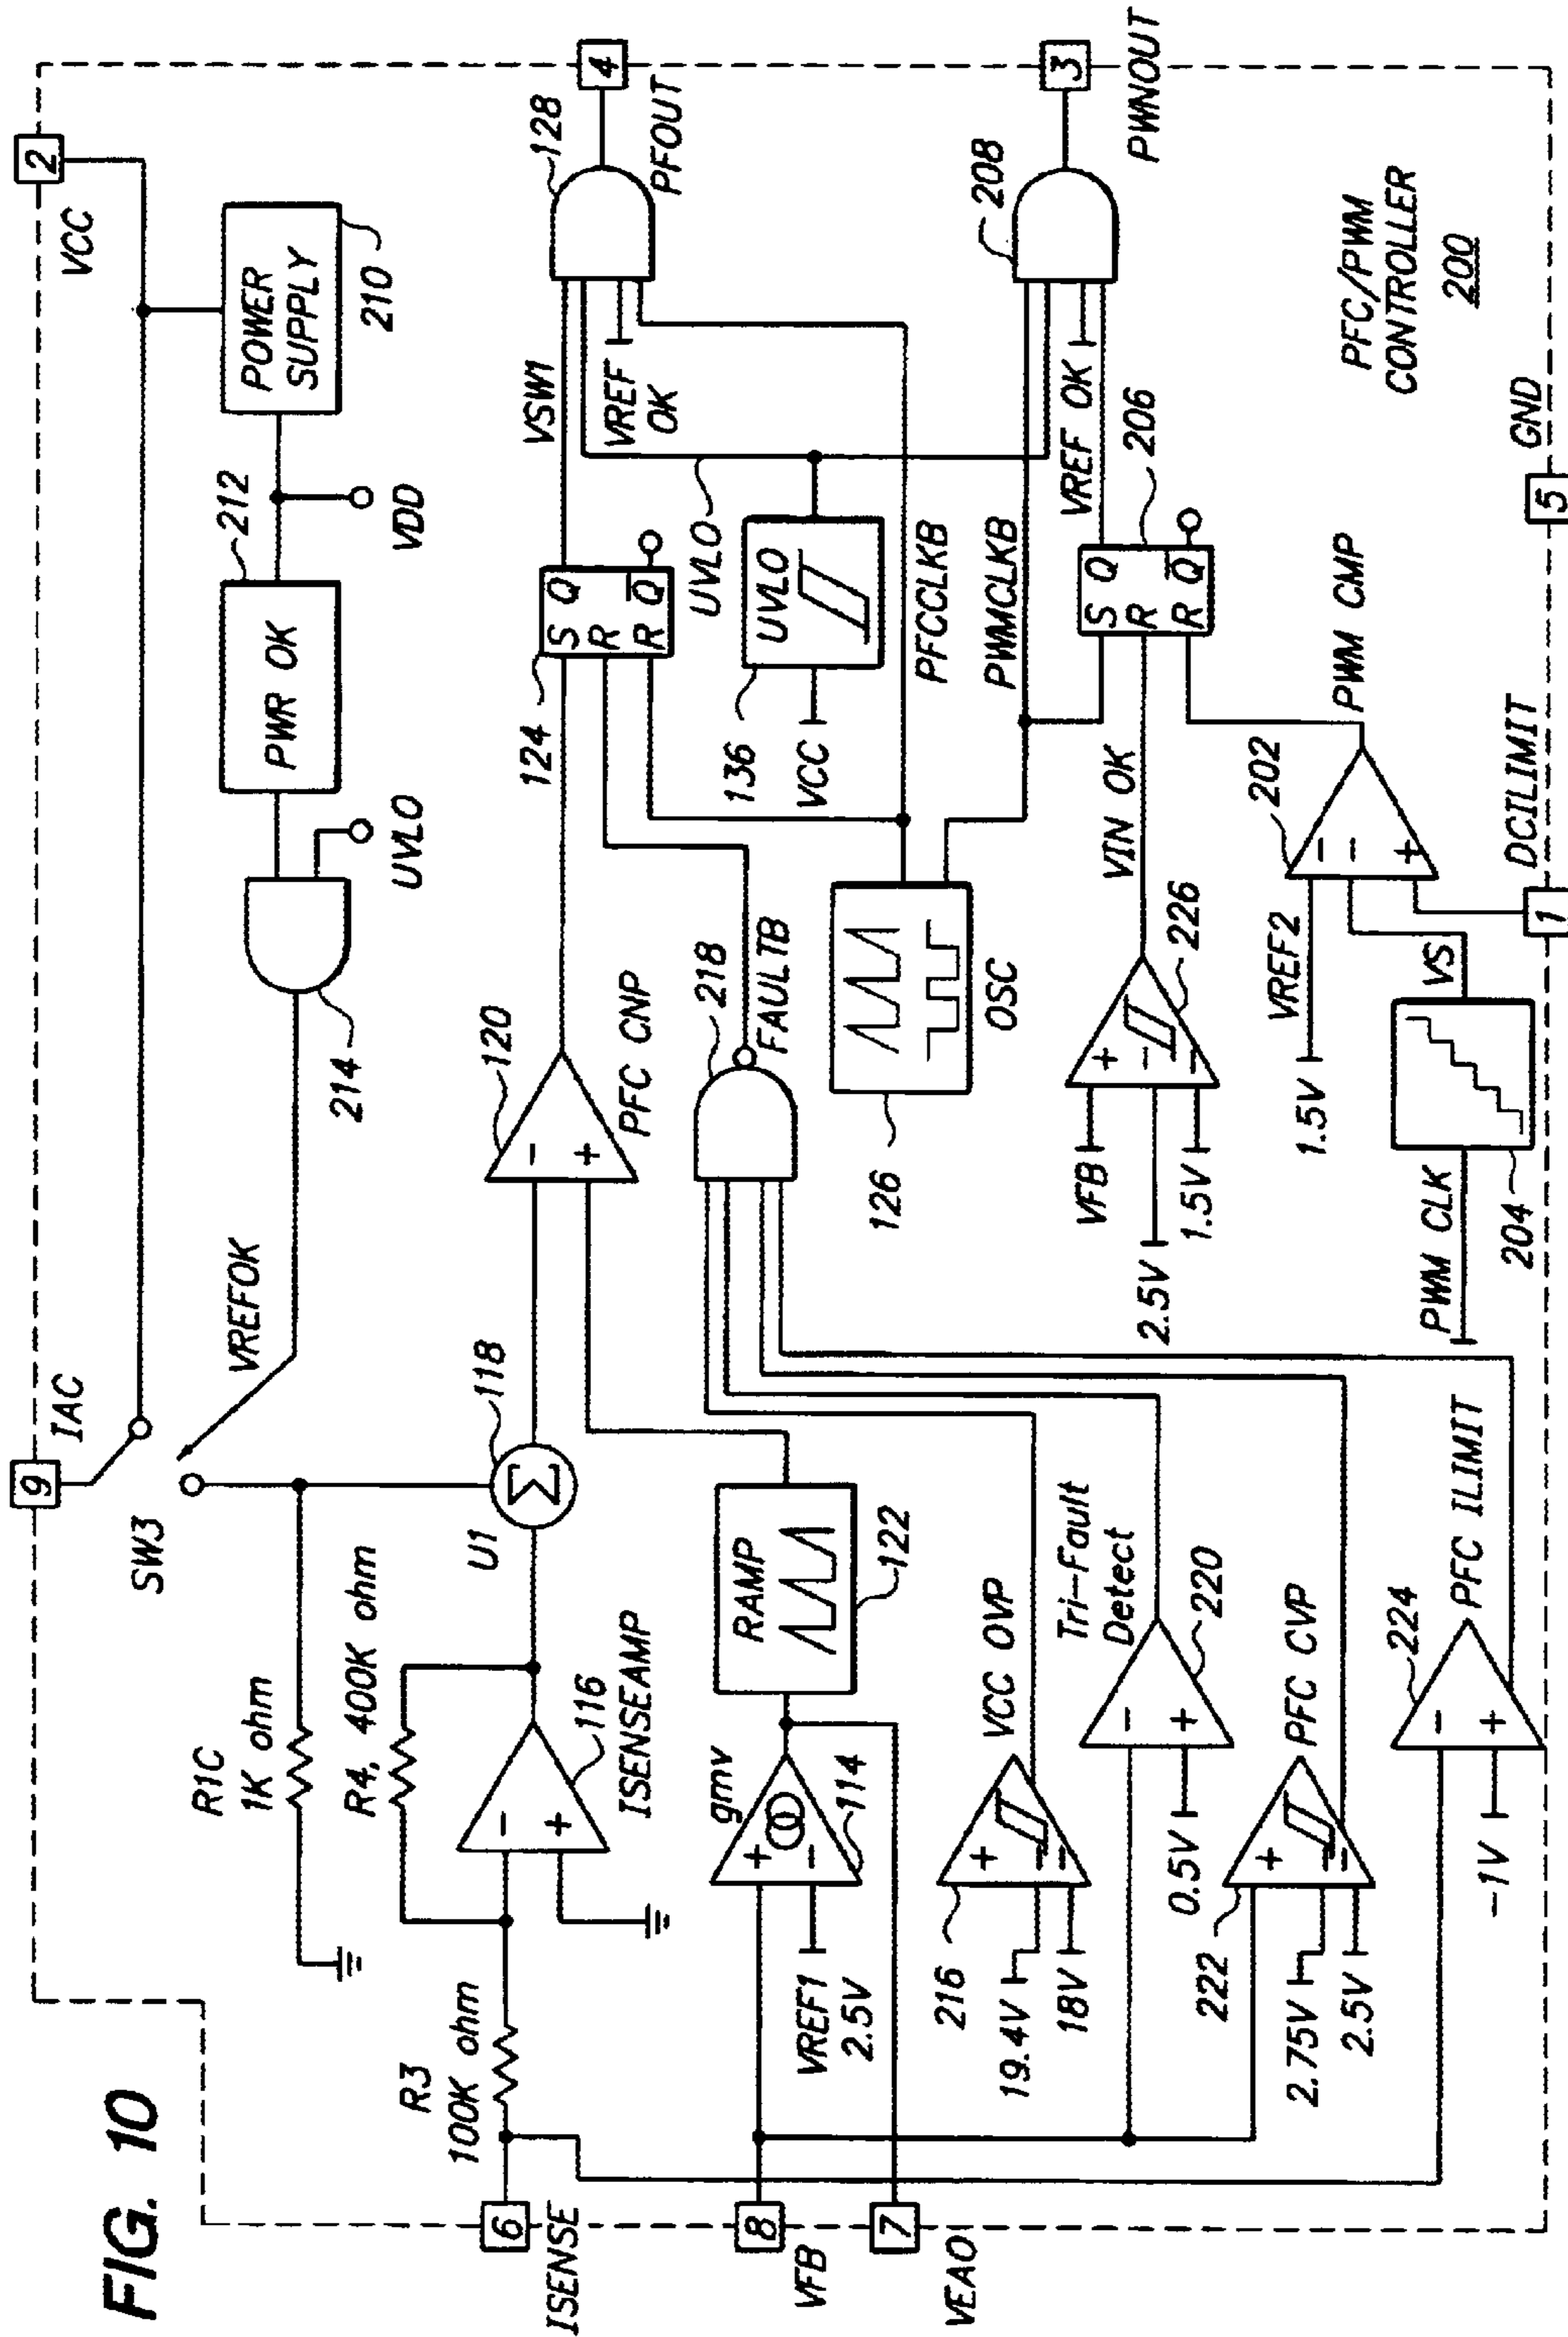 FIG. 10
9
IAC
2
VCC
SW3
VREFOK
214
UVLO
PWR OK
212
VDD
POWER
SUPPLY
210
R1C
1K ohm
R4, 400K ohm
U1
118
Σ
R3
100K ohm
6
ISENSE
-
+
116
ISENSEAMP
120
-
+
PFC CNP
124
S Q
R
R Q
VSW1
VREF
OK
128
4
PFOUT
8
VFB
gmv
+
-
114
VREF1
2.5V
RAMP
122
7
VEAO
218
FAULTB
UVLO
136
VCC
UVLO
PFCCLKB
PWMCLKB
126
OSC
216
+
-
-
19.4V
18V
VCC OVP
Tri-Fault
Detect
-
+
220
0.5V
222
+
-
-
2.75V
2.5V
PFC CVP
224
-
+
-1V
PFC ILIMIT
VFB
+
-
-
2.5V
1.5V
226
VIN OK
S Q
R
R Q
206
VREF OK
208
3
PWNOUT
1.5V
VREF2
202
-
-
+
PWM CMP
PWM CLK
204
VS
1
DCILIMIT
5
GND
PFC/PWM
CONTROLLER
200